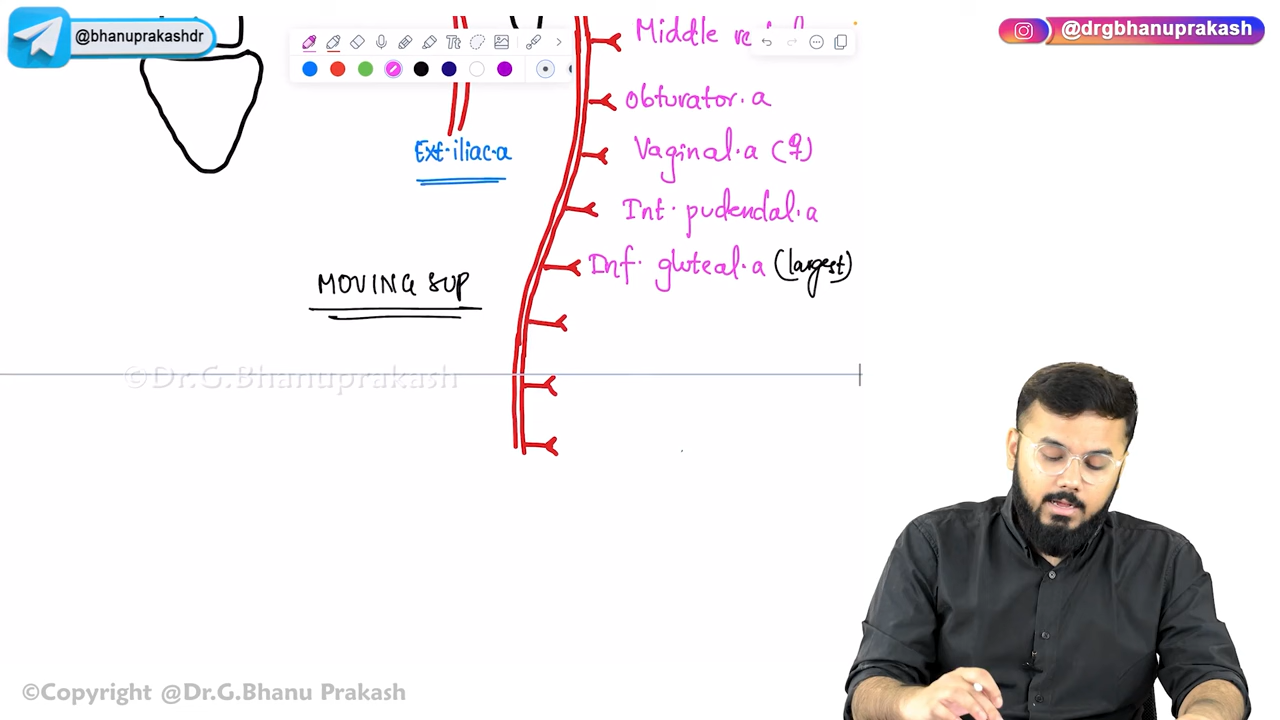 @bhanuprakashdr
@drgbhanuprakash
Middle
Tt
Obturator.a
Ext.iliac.a
Vaginal.a (♀)
Int. pudendal.a
Inf. gluteal.a (largest)
MOVING SUP
©Dr.G.Bhanuprakash
©Copyright @Dr.G.Bhanu Prakash